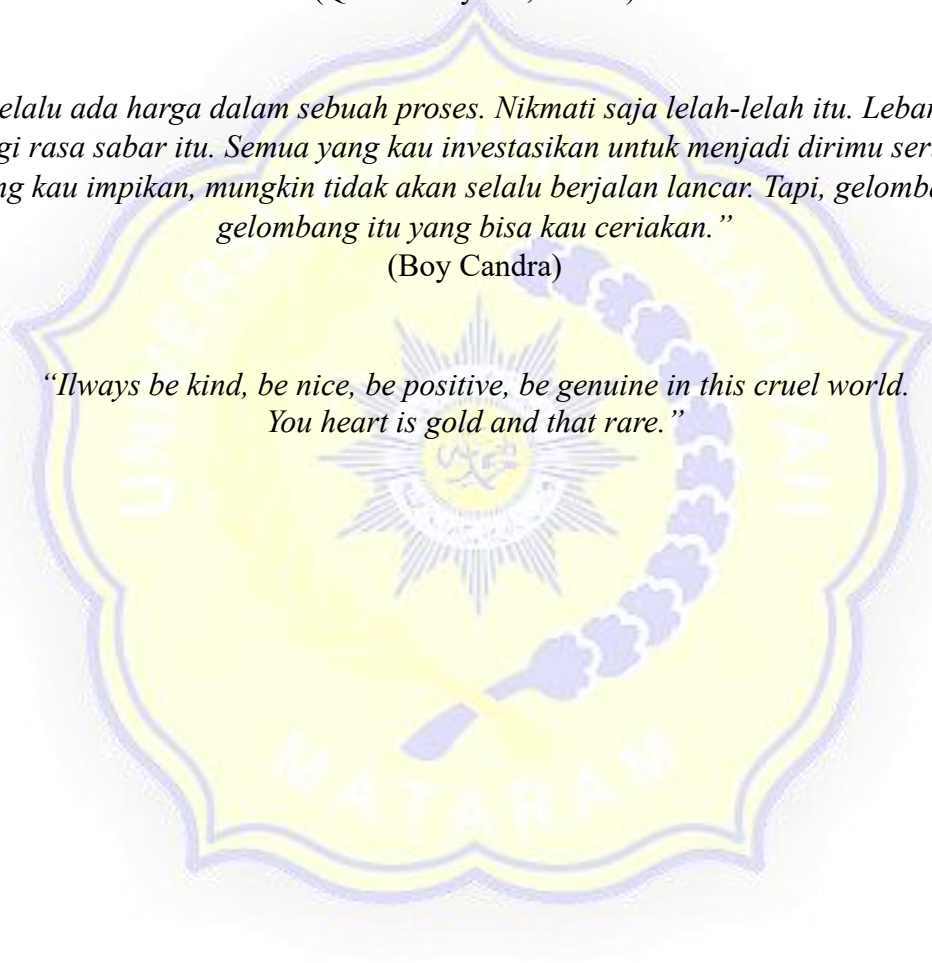 elalu ada harga dalam sebuah proses. Nikmati saja lelah-lelah itu. Lebar
gi rasa sabar itu. Semua yang kau investasikan untuk menjadi dirimu ser
ng kau impikan, mungkin tidak akan selalu berjalan lancar. Tapi, gelomba
gelombang itu yang bisa kau ceriakan.”
(Boy Candra)
“Ilways be kind, be nice, be positive, be genuine in this cruel world.
You heart is gold and that rare.”
MATARAM